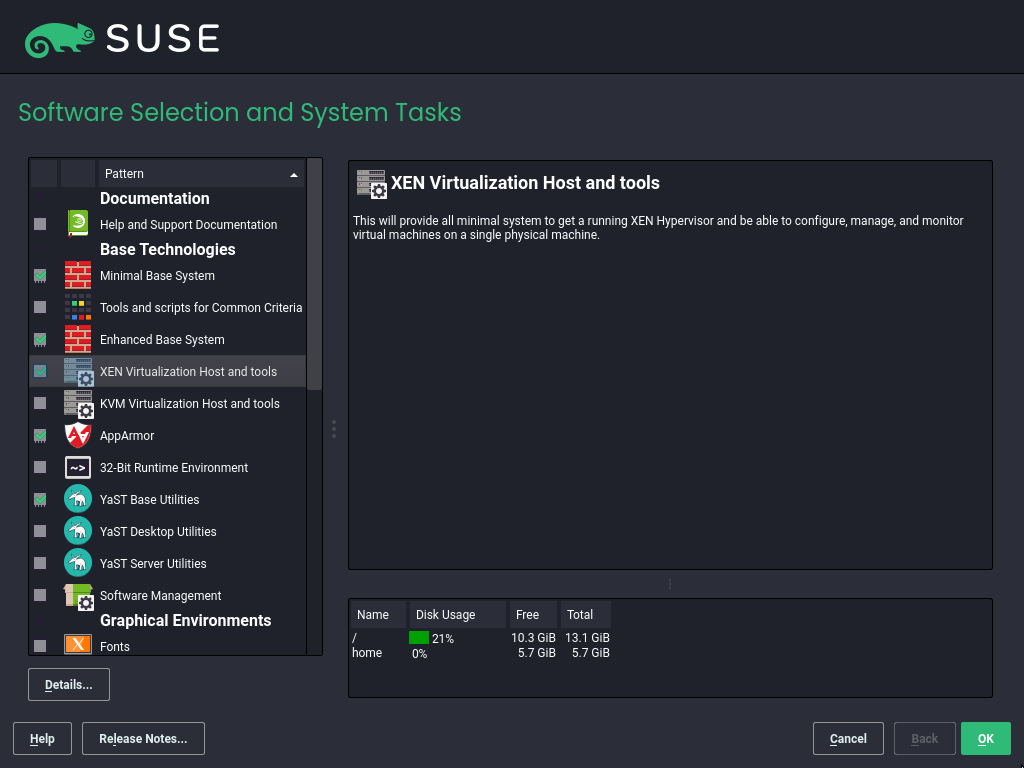 SUSE
Software Selection and System Tasks
Pattern
Documentation
Help and Support Documentation
Base Technologies
Minimal Base System
Tools and scripts for Common Criteria
Enhanced Base System
XEN Virtualization Host and tools
KVM Virtualization Host and tools
AppArmor
32-Bit Runtime Environment
~>
YaST Base Utilities
YaST Desktop Utilities
YaST Server Utilities
Software Management
Graphical Environments
X
Fonts
Details...
XEN Virtualization Host and tools
This will provide all minimal system to get a running XEN Hypervisor and be able to configure, manage, and monitor
virtual machines on a single physical machine.
Name Disk Usage Free Total
/ 21% 10.3 GiB 13.1 GiB
home 0% 5.7 GiB 5.7 GiB
Help Release Notes... Cancel Back OK